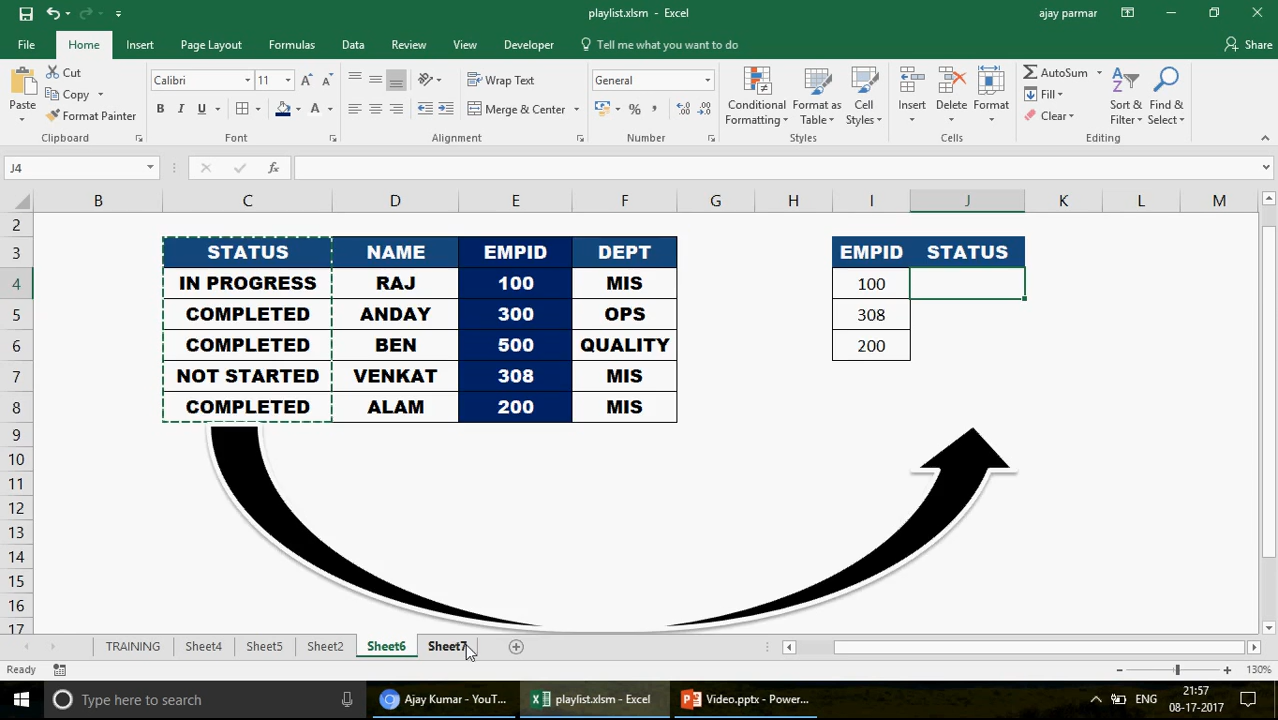 playlist.xlsm - Excel
ajay parmar
File Home Insert Page Layout Formulas Data Review View Developer Tell me what you want to do Share
Paste
Cut
Copy
Format Painter
Clipboard
Calibri 11
B I U
Font
Wrap Text
Merge & Center
Alignment
General
Number
Conditional Formatting
Format as Table
Cell Styles
Styles
Insert
Delete
Format
Cells
AutoSum
Fill
Clear
Sort & Filter
Find & Select
Editing
J4
fx
B C D E F G H I J K L M
2
3 STATUS NAME EMPID DEPT EMPID STATUS
4 IN PROGRESS RAJ 100 MIS 100
5 COMPLETED ANDAY 300 OPS 308
6 COMPLETED BEN 500 QUALITY 200
7 NOT STARTED VENKAT 308 MIS
8 COMPLETED ALAM 200 MIS
9
10
11
12
13
14
15
16
17
TRAINING Sheet4 Sheet5 Sheet2 Sheet6 Sheet7
Ready
130%
Type here to search
Ajay Kumar - YouT...
playlist.xlsm - Excel
Video.pptx - Power...
ENG
21:57
08-17-2017